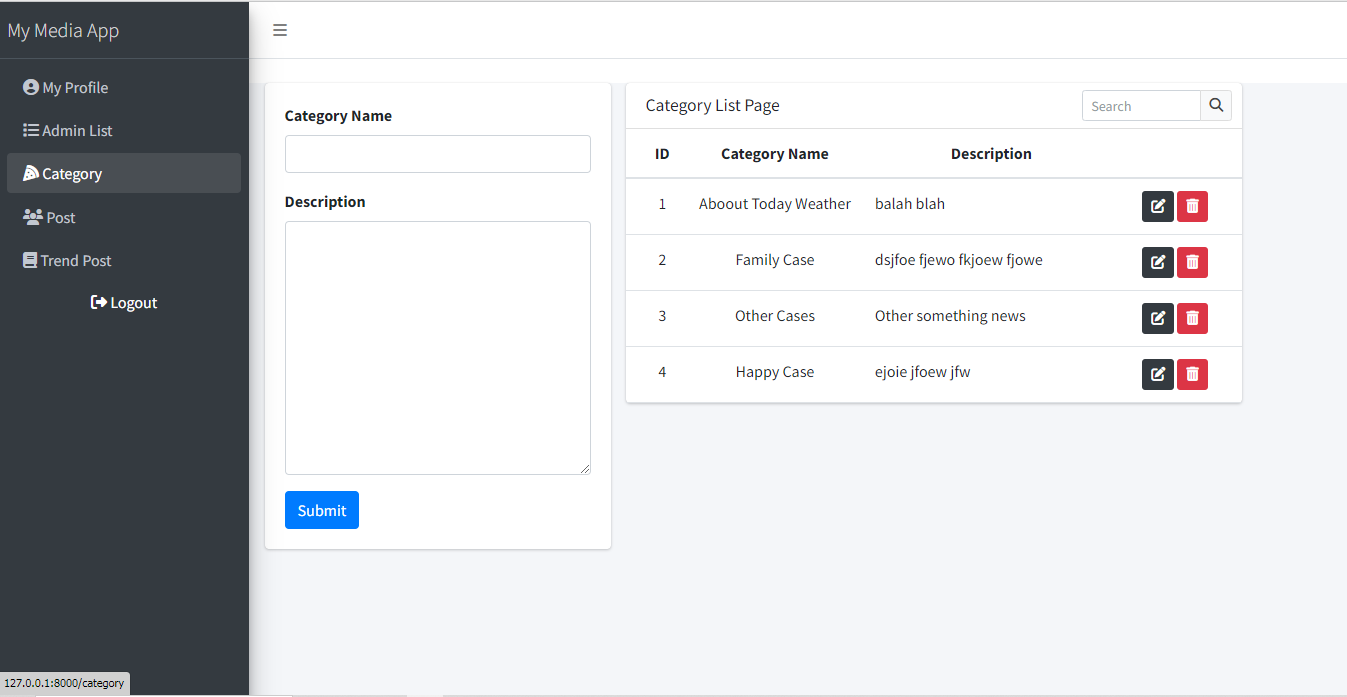 My Media App
My Profile
Admin List
Category
Post
Trend Post
Logout
Category Name
Description
Submit
Category List Page
Search
ID Category Name Description
1 Aboout Today Weather balah blah
2 Family Case dsjfoe fjewo fkjoew fjowe
3 Other Cases Other something news
4 Happy Case ejoie jfoew jfw
127.0.0.1:8000/category